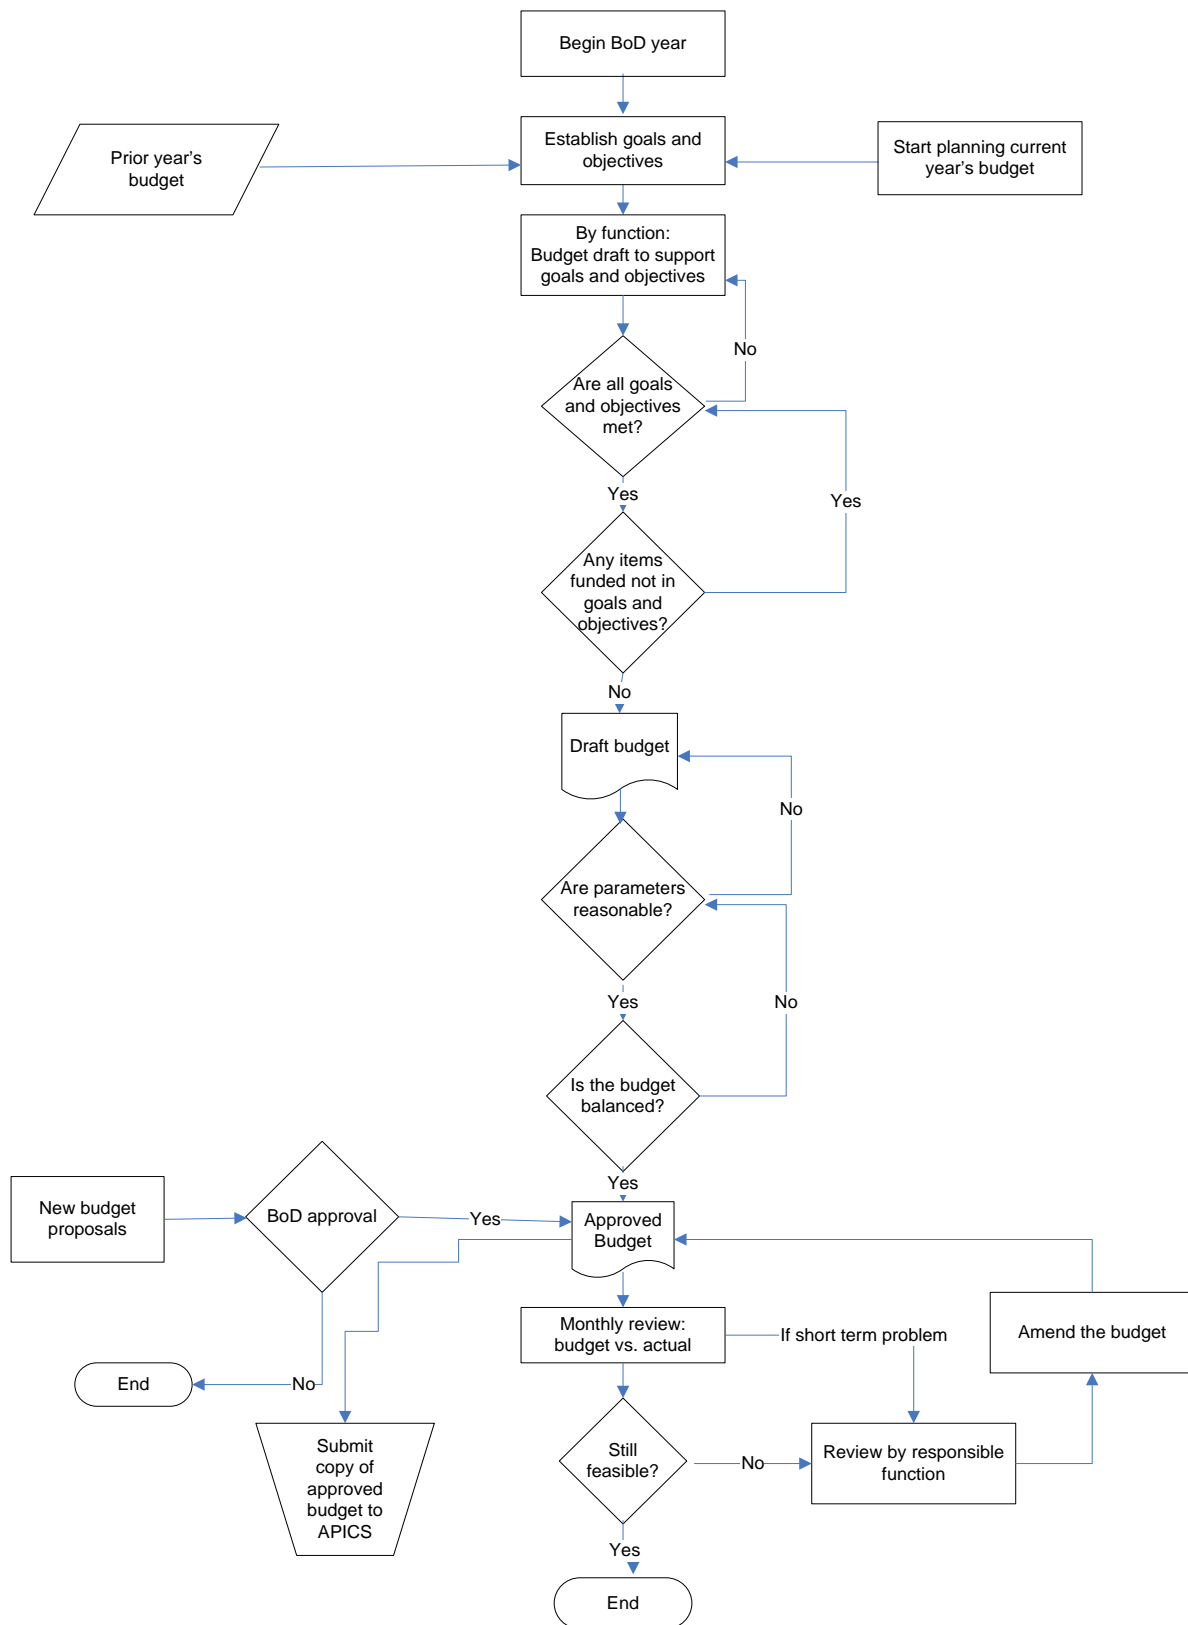 Begin BoD year
Prior year's
budget
Establish goals and
objectives
Start planning current
year's budget
By function:
Budget draft to support
goals and objectives
No
Are all goals
and objectives
met?
Yes
Yes
Any items
funded not in
goals and
objectives?
No
Draft budget
No
Are parameters
reasonable?
Yes
No
Is the budget
balanced?
Yes
New budget
proposals
BoD approval
Yes
Approved
Budget
Monthly review:
budget vs. actual
If short term problem
Amend the budget
End
No
Submit
copy of
approved
budget to
APICS
Still
feasible?
No
Review by responsible
function
Yes
End